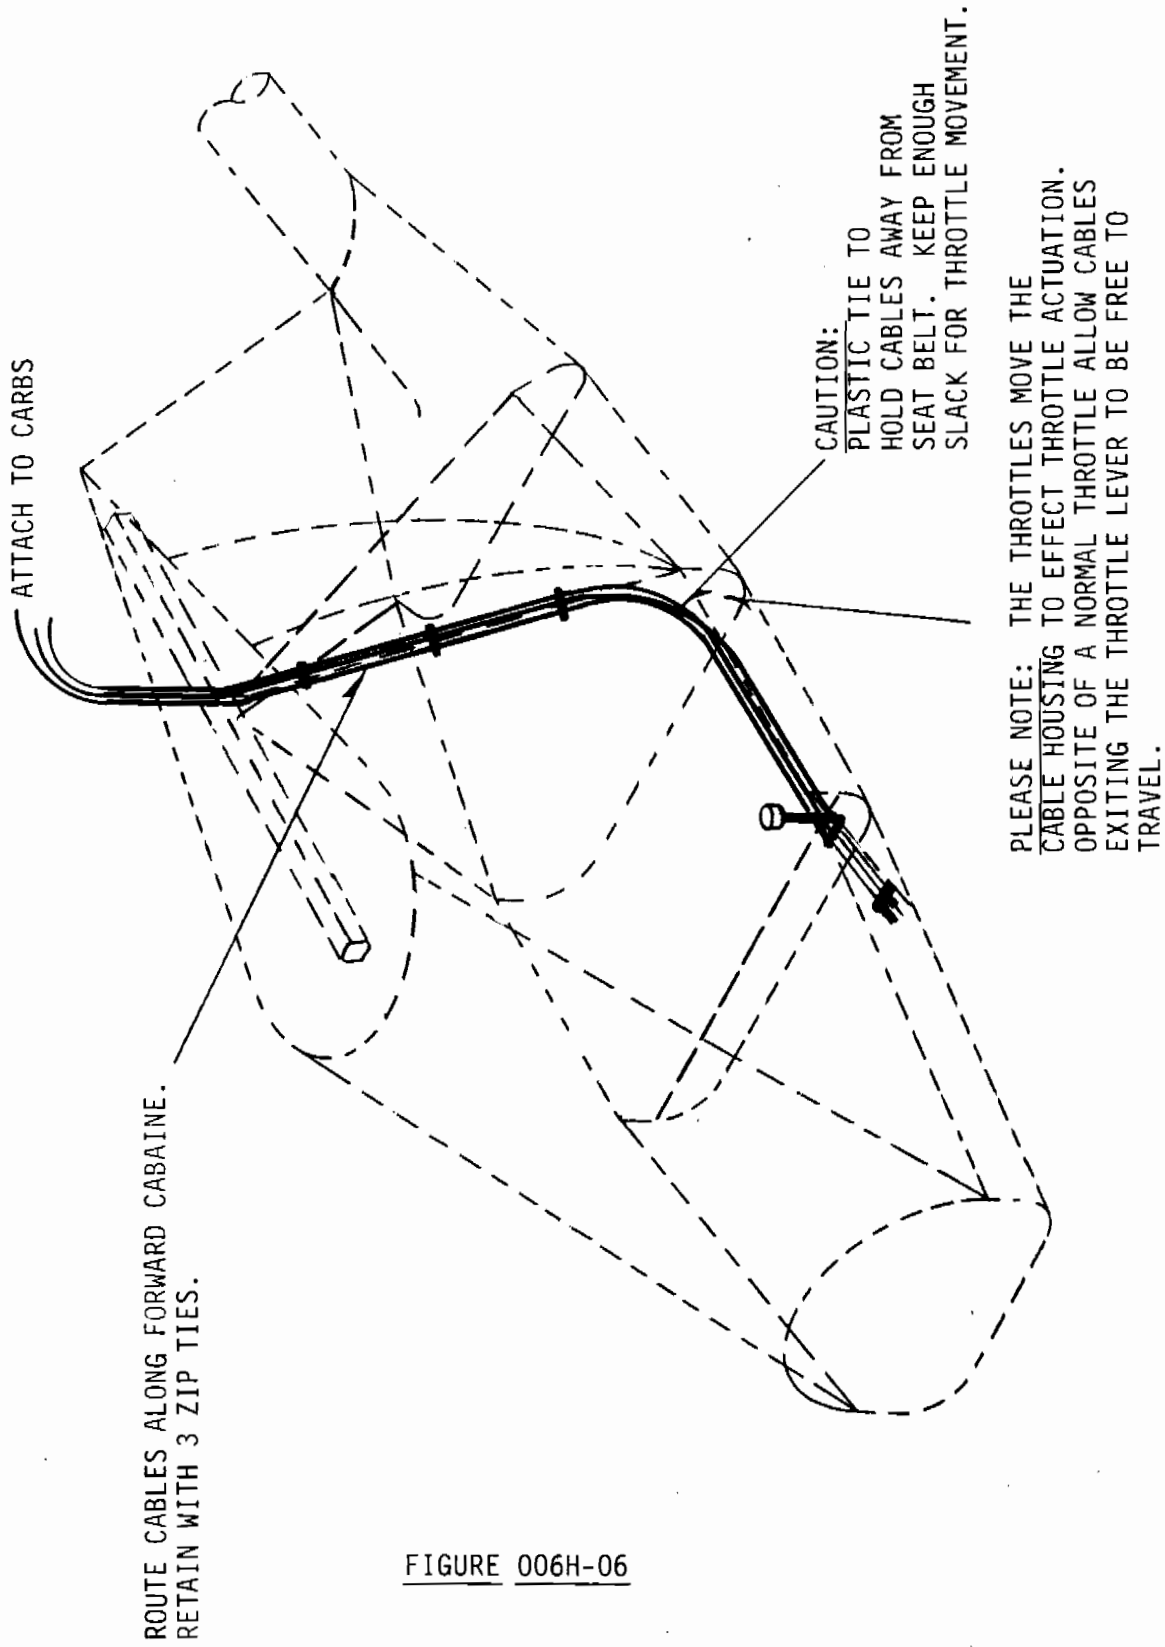 ATTACH TO CARBS
ROUTE CABLES ALONG FORWARD CABAINE.
RETAIN WITH 3 ZIP TIES.
CAUTION:
PLASTIC TIE TO
HOLD CABLES AWAY FROM
SEAT BELT. KEEP ENOUGH
SLACK FOR THROTTLE MOVEMENT.
PLEASE NOTE: THE THROTTLES MOVE THE
CABLE HOUSING TO EFFECT THROTTLE ACTUATION.
OPPOSITE OF A NORMAL THROTTLE ALLOW CABLES
EXITING THE THROTTLE LEVER TO BE FREE TO
TRAVEL.
FIGURE 006H-06